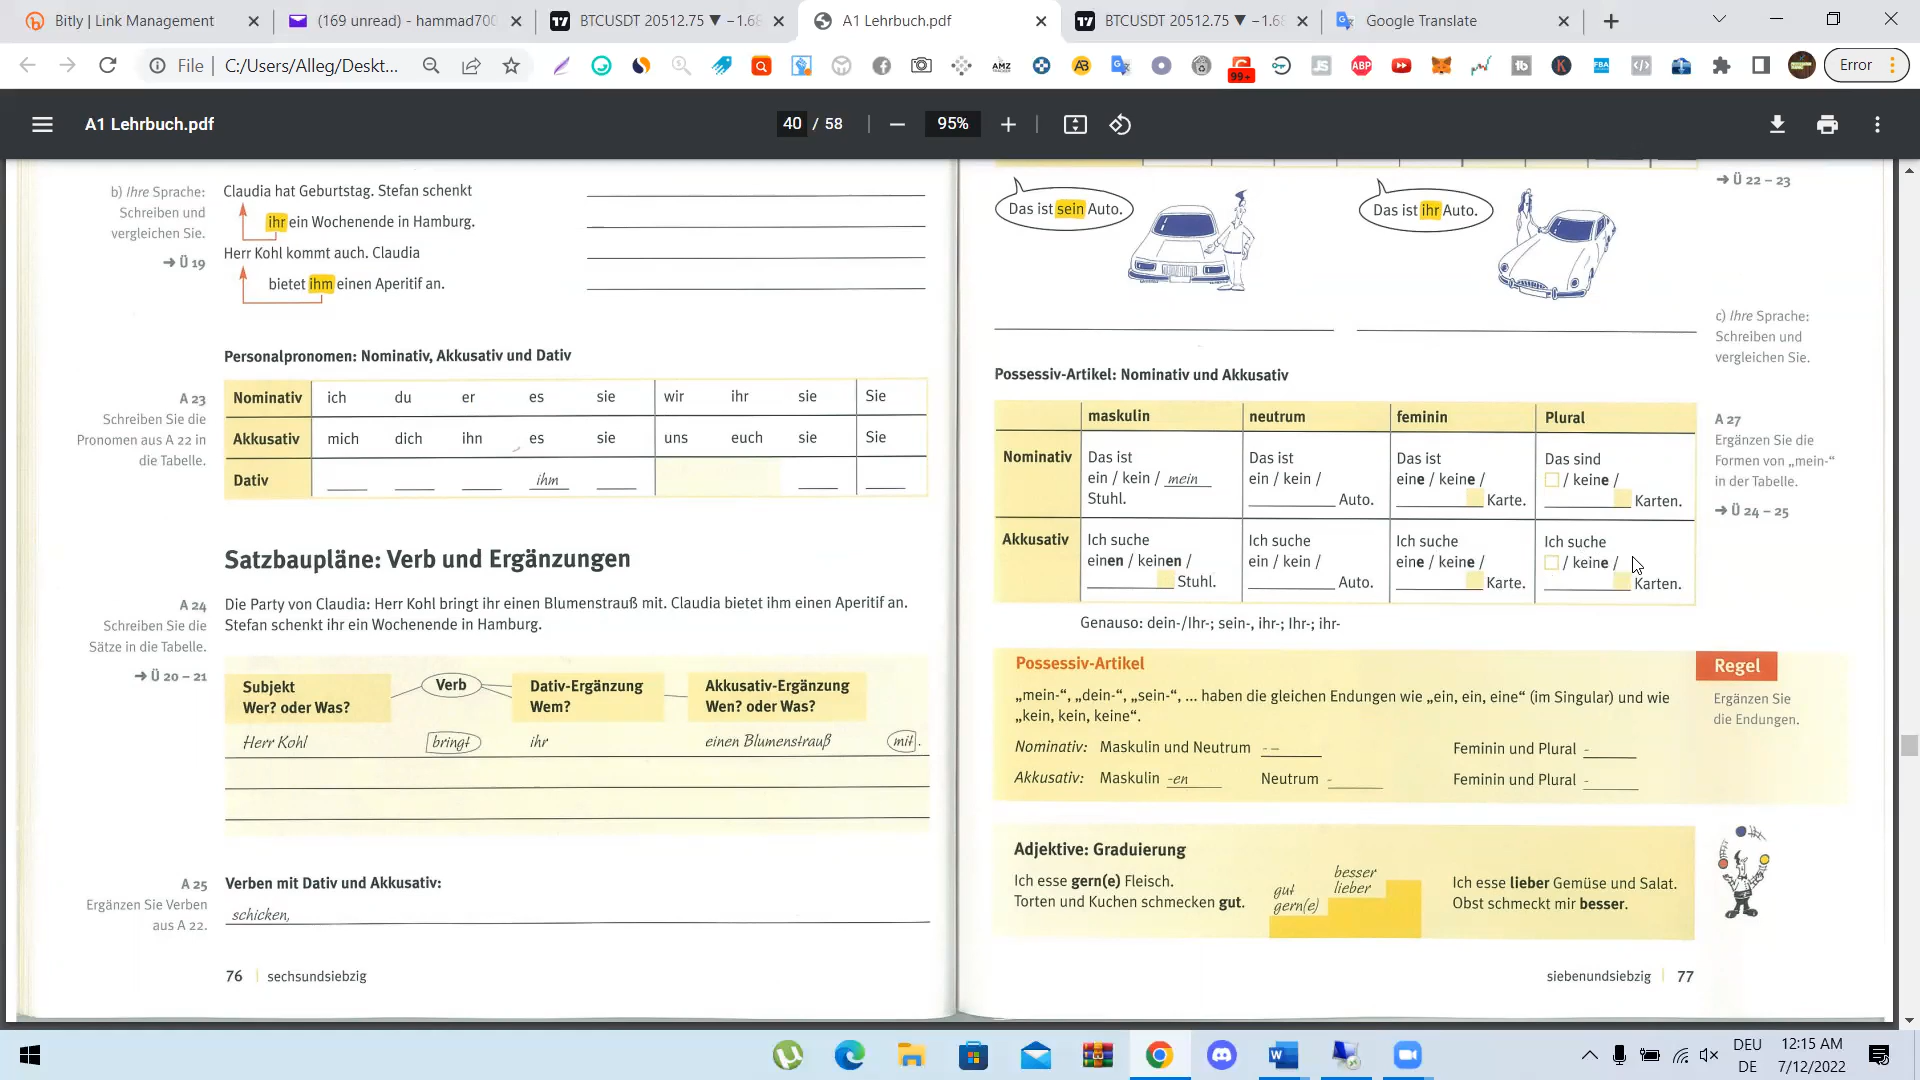 Bitly | Link Management
(169 unread) - hammad700
BTCUSDT 20512.75 ▼ −1.68
A1 Lehrbuch.pdf
BTCUSDT 20512.75 ▼ −1.68
Google Translate
File | C:/Users/Alleg/Deskt...
Error
A1 Lehrbuch.pdf
40 / 58
95%
b) Ihre Sprache:
Schreiben und
vergleichen Sie.
→ Ü 19
Claudia hat Geburtstag. Stefan schenkt
ihr ein Wochenende in Hamburg.
Herr Kohl kommt auch. Claudia
bietet ihm einen Aperitif an.
Personalpronomen: Nominativ, Akkusativ und Dativ
A 23
Schreiben Sie die
Pronomen aus A 22 in
die Tabelle.
Nominativ ich du er es sie wir ihr sie Sie
Akkusativ mich dich ihn es sie uns euch sie Sie
Dativ ihm
Satzbaupläne: Verb und Ergänzungen
A 24
Schreiben Sie die
Sätze in die Tabelle.
→ Ü 20 – 21
Die Party von Claudia: Herr Kohl bringt ihr einen Blumenstrauß mit. Claudia bietet ihm einen Aperitif an.
Stefan schenkt ihr ein Wochenende in Hamburg.
Subjekt
Wer? oder Was?
Verb
Dativ-Ergänzung
Wem?
Akkusativ-Ergänzung
Wen? oder Was?
Herr Kohl bringt ihr einen Blumenstrauß mit.
A 25
Ergänzen Sie Verben
aus A 22.
Verben mit Dativ und Akkusativ:
schicken,
76 | sechsundsiebzig
→ Ü 22 – 23
Das ist sein Auto.
Das ist ihr Auto.
c) Ihre Sprache:
Schreiben und
vergleichen Sie.
Possessiv-Artikel: Nominativ und Akkusativ
maskulin neutrum feminin Plural
Nominativ
Das ist
ein / kein / mein
Stuhl.
Das ist
ein / kein /
Auto.
Das ist
eine / keine /
Karte.
Das sind
/ keine /
Karten.
Akkusativ
Ich suche
einen / keinen /
Stuhl.
Ich suche
ein / kein /
Auto.
Ich suche
eine / keine /
Karte.
Ich suche
/ keine /
Karten.
A 27
Ergänzen Sie die
Formen von „mein-“
in der Tabelle.
→ Ü 24 – 25
Genauso: dein-/Ihr-; sein-, ihr-; Ihr-; ihr-
Possessiv-Artikel
„mein-“, „dein-“, „sein-“, ... haben die gleichen Endungen wie „ein, ein, eine“ (im Singular) und wie
„kein, kein, keine“.
Nominativ: Maskulin und Neutrum - – Feminin und Plural -
Akkusativ: Maskulin -en Neutrum - Feminin und Plural -
Regel
Ergänzen Sie
die Endungen.
Adjektive: Graduierung
Ich esse gern(e) Fleisch.
Torten und Kuchen schmecken gut.
gut
gern(e)
besser
lieber
Ich esse lieber Gemüse und Salat.
Obst schmeckt mir besser.
siebenundsiebzig | 77
DEU
DE
12:15 AM
7/12/2022